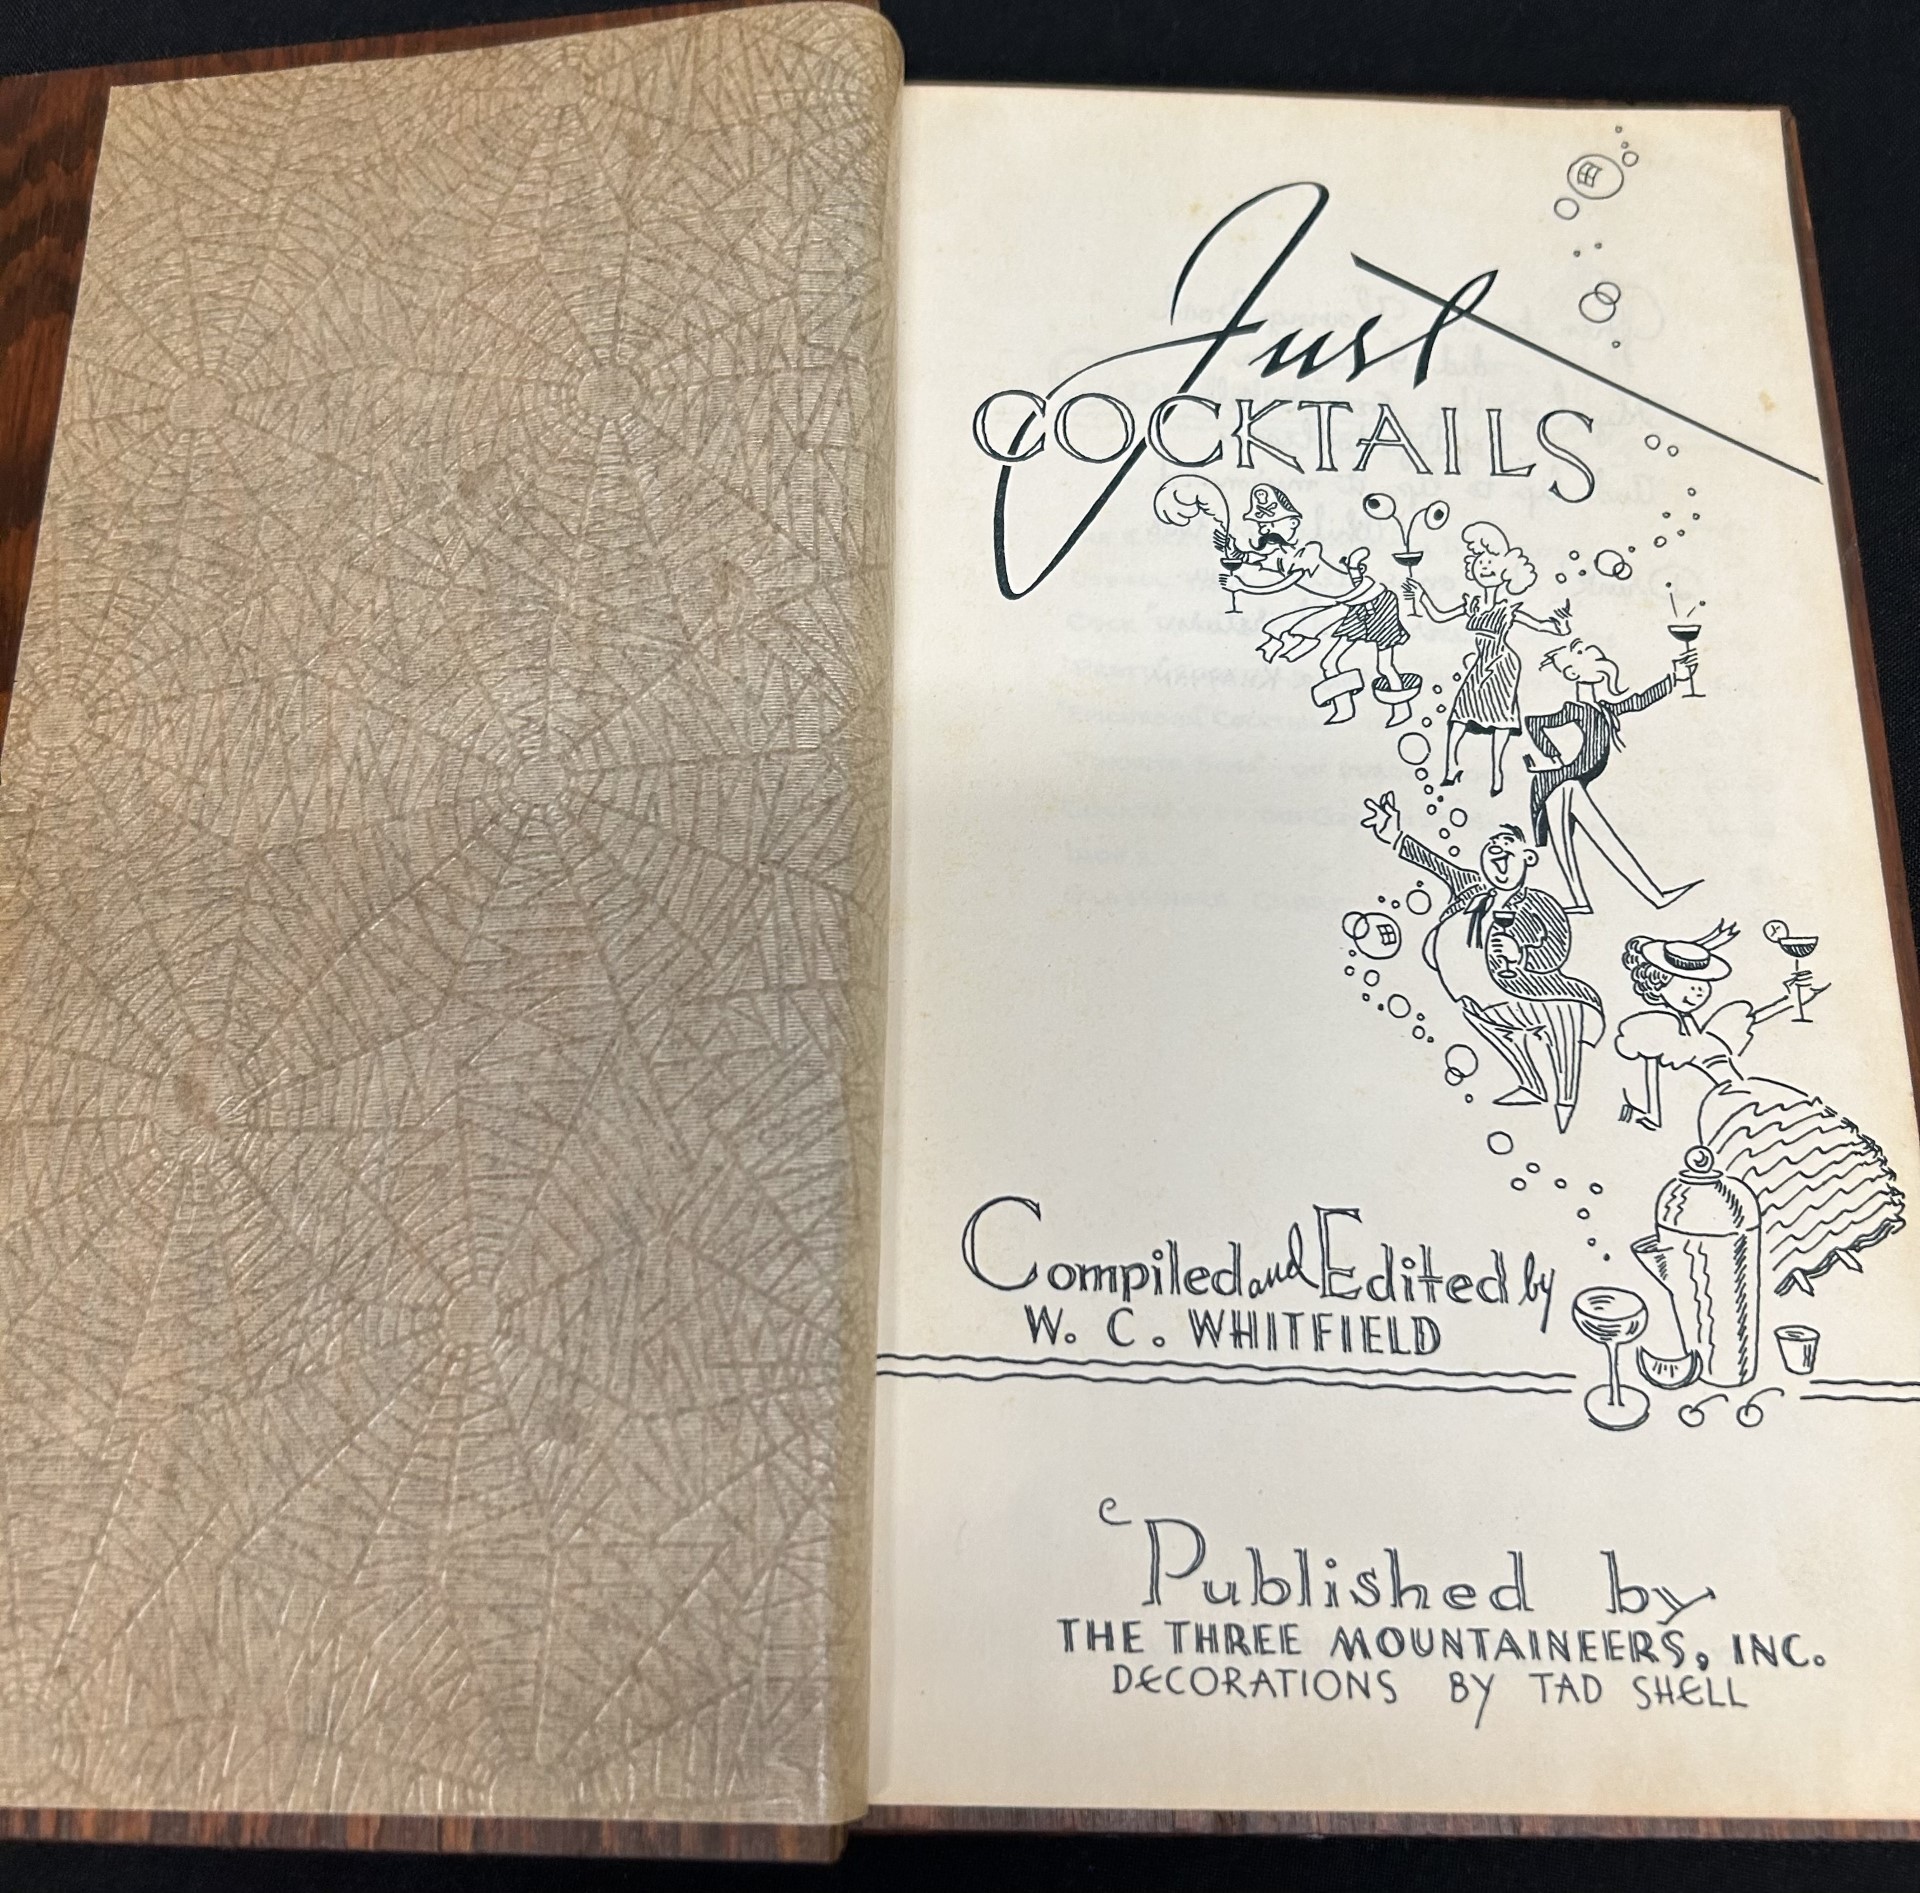 Just
COCKTAILS
Compiled and Edited by
W. C. WHITFIELD
Published by
THE THREE MOUNTAINEERS, INC.
DECORATIONS BY TAD SHELL